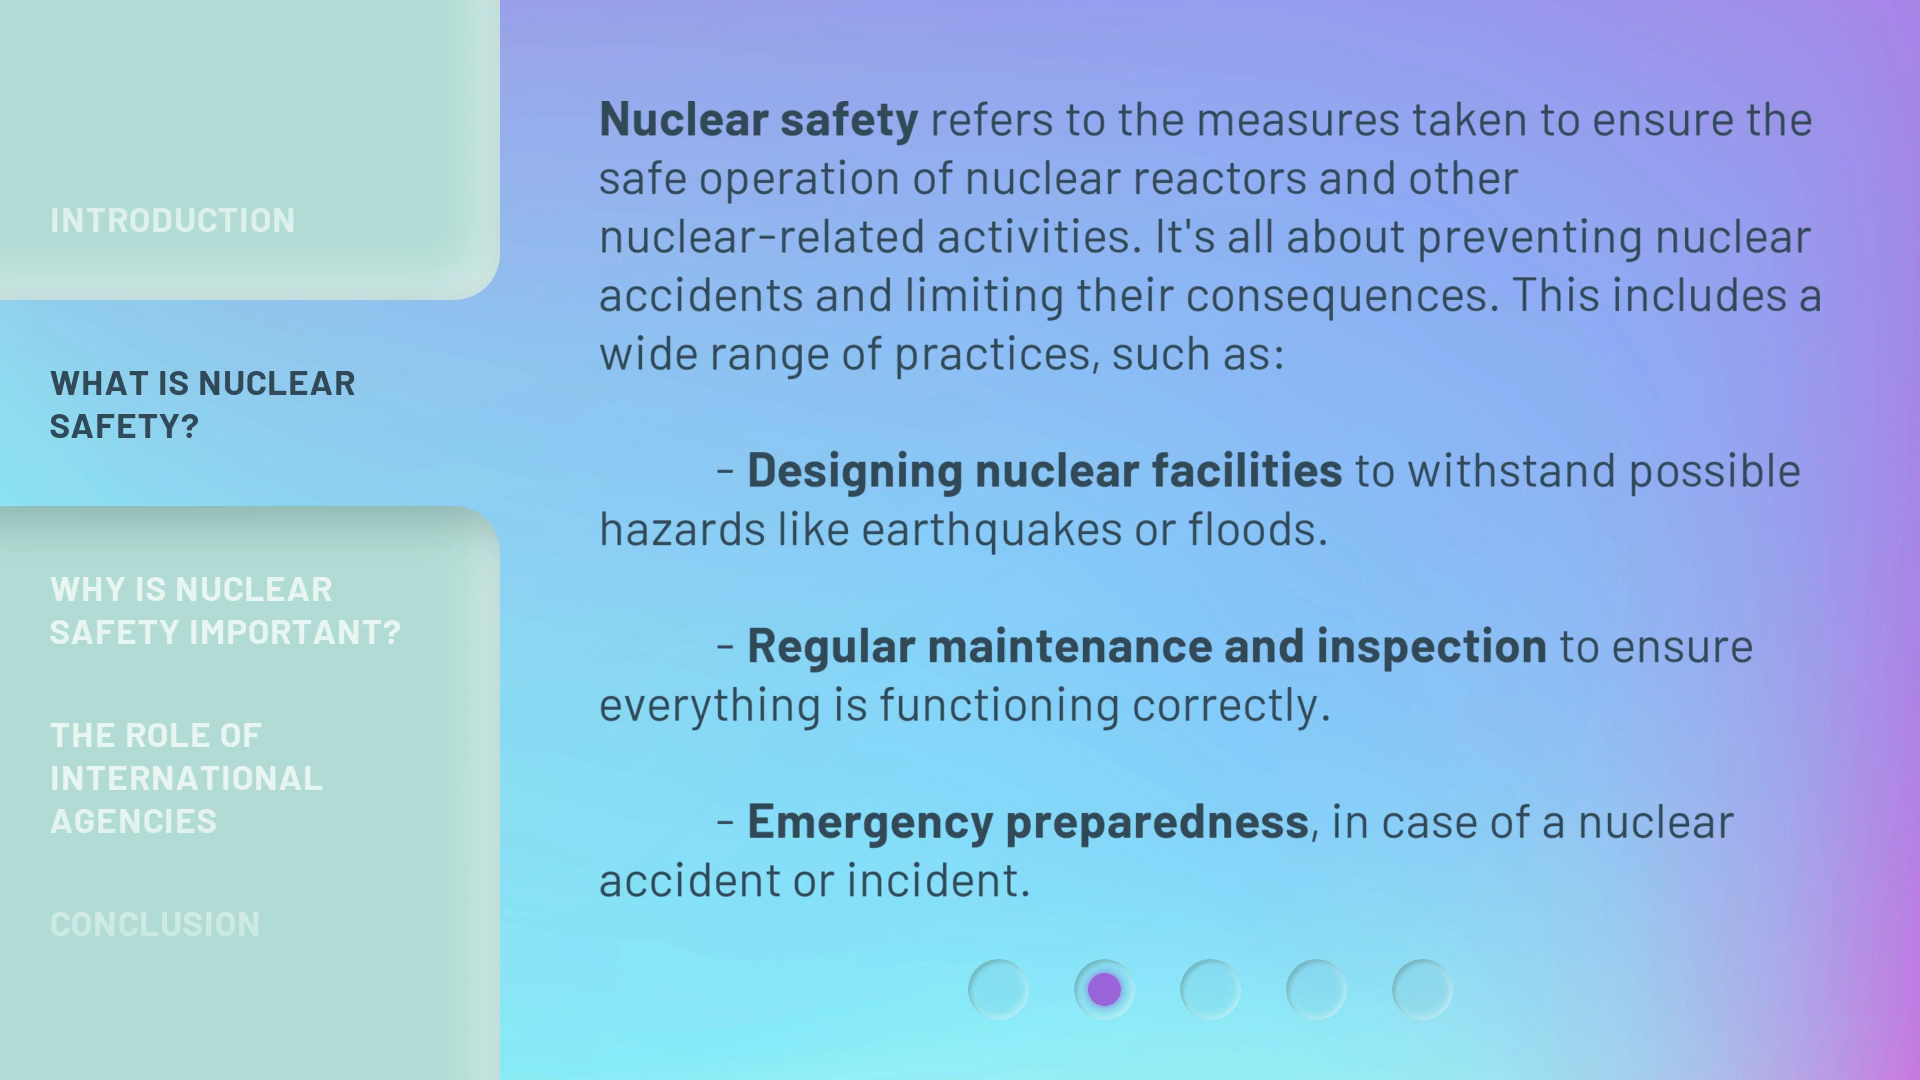 INTRODUCTION
WHAT IS NUCLEAR
SAFETY?
WHY IS NUCLEAR
SAFETY IMPORTANT?
THE ROLE OF
INTERNATIONAL
AGENCIES
CONCLUSION
Nuclear safety refers to the measures taken to ensure the
safe operation of nuclear reactors and other
nuclear-related activities. It's all about preventing nuclear
accidents and limiting their consequences. This includes a
wide range of practices, such as:
- Designing nuclear facilities to withstand possible
hazards like earthquakes or floods.
- Regular maintenance and inspection to ensure
everything is functioning correctly.
- Emergency preparedness, in case of a nuclear
accident or incident.